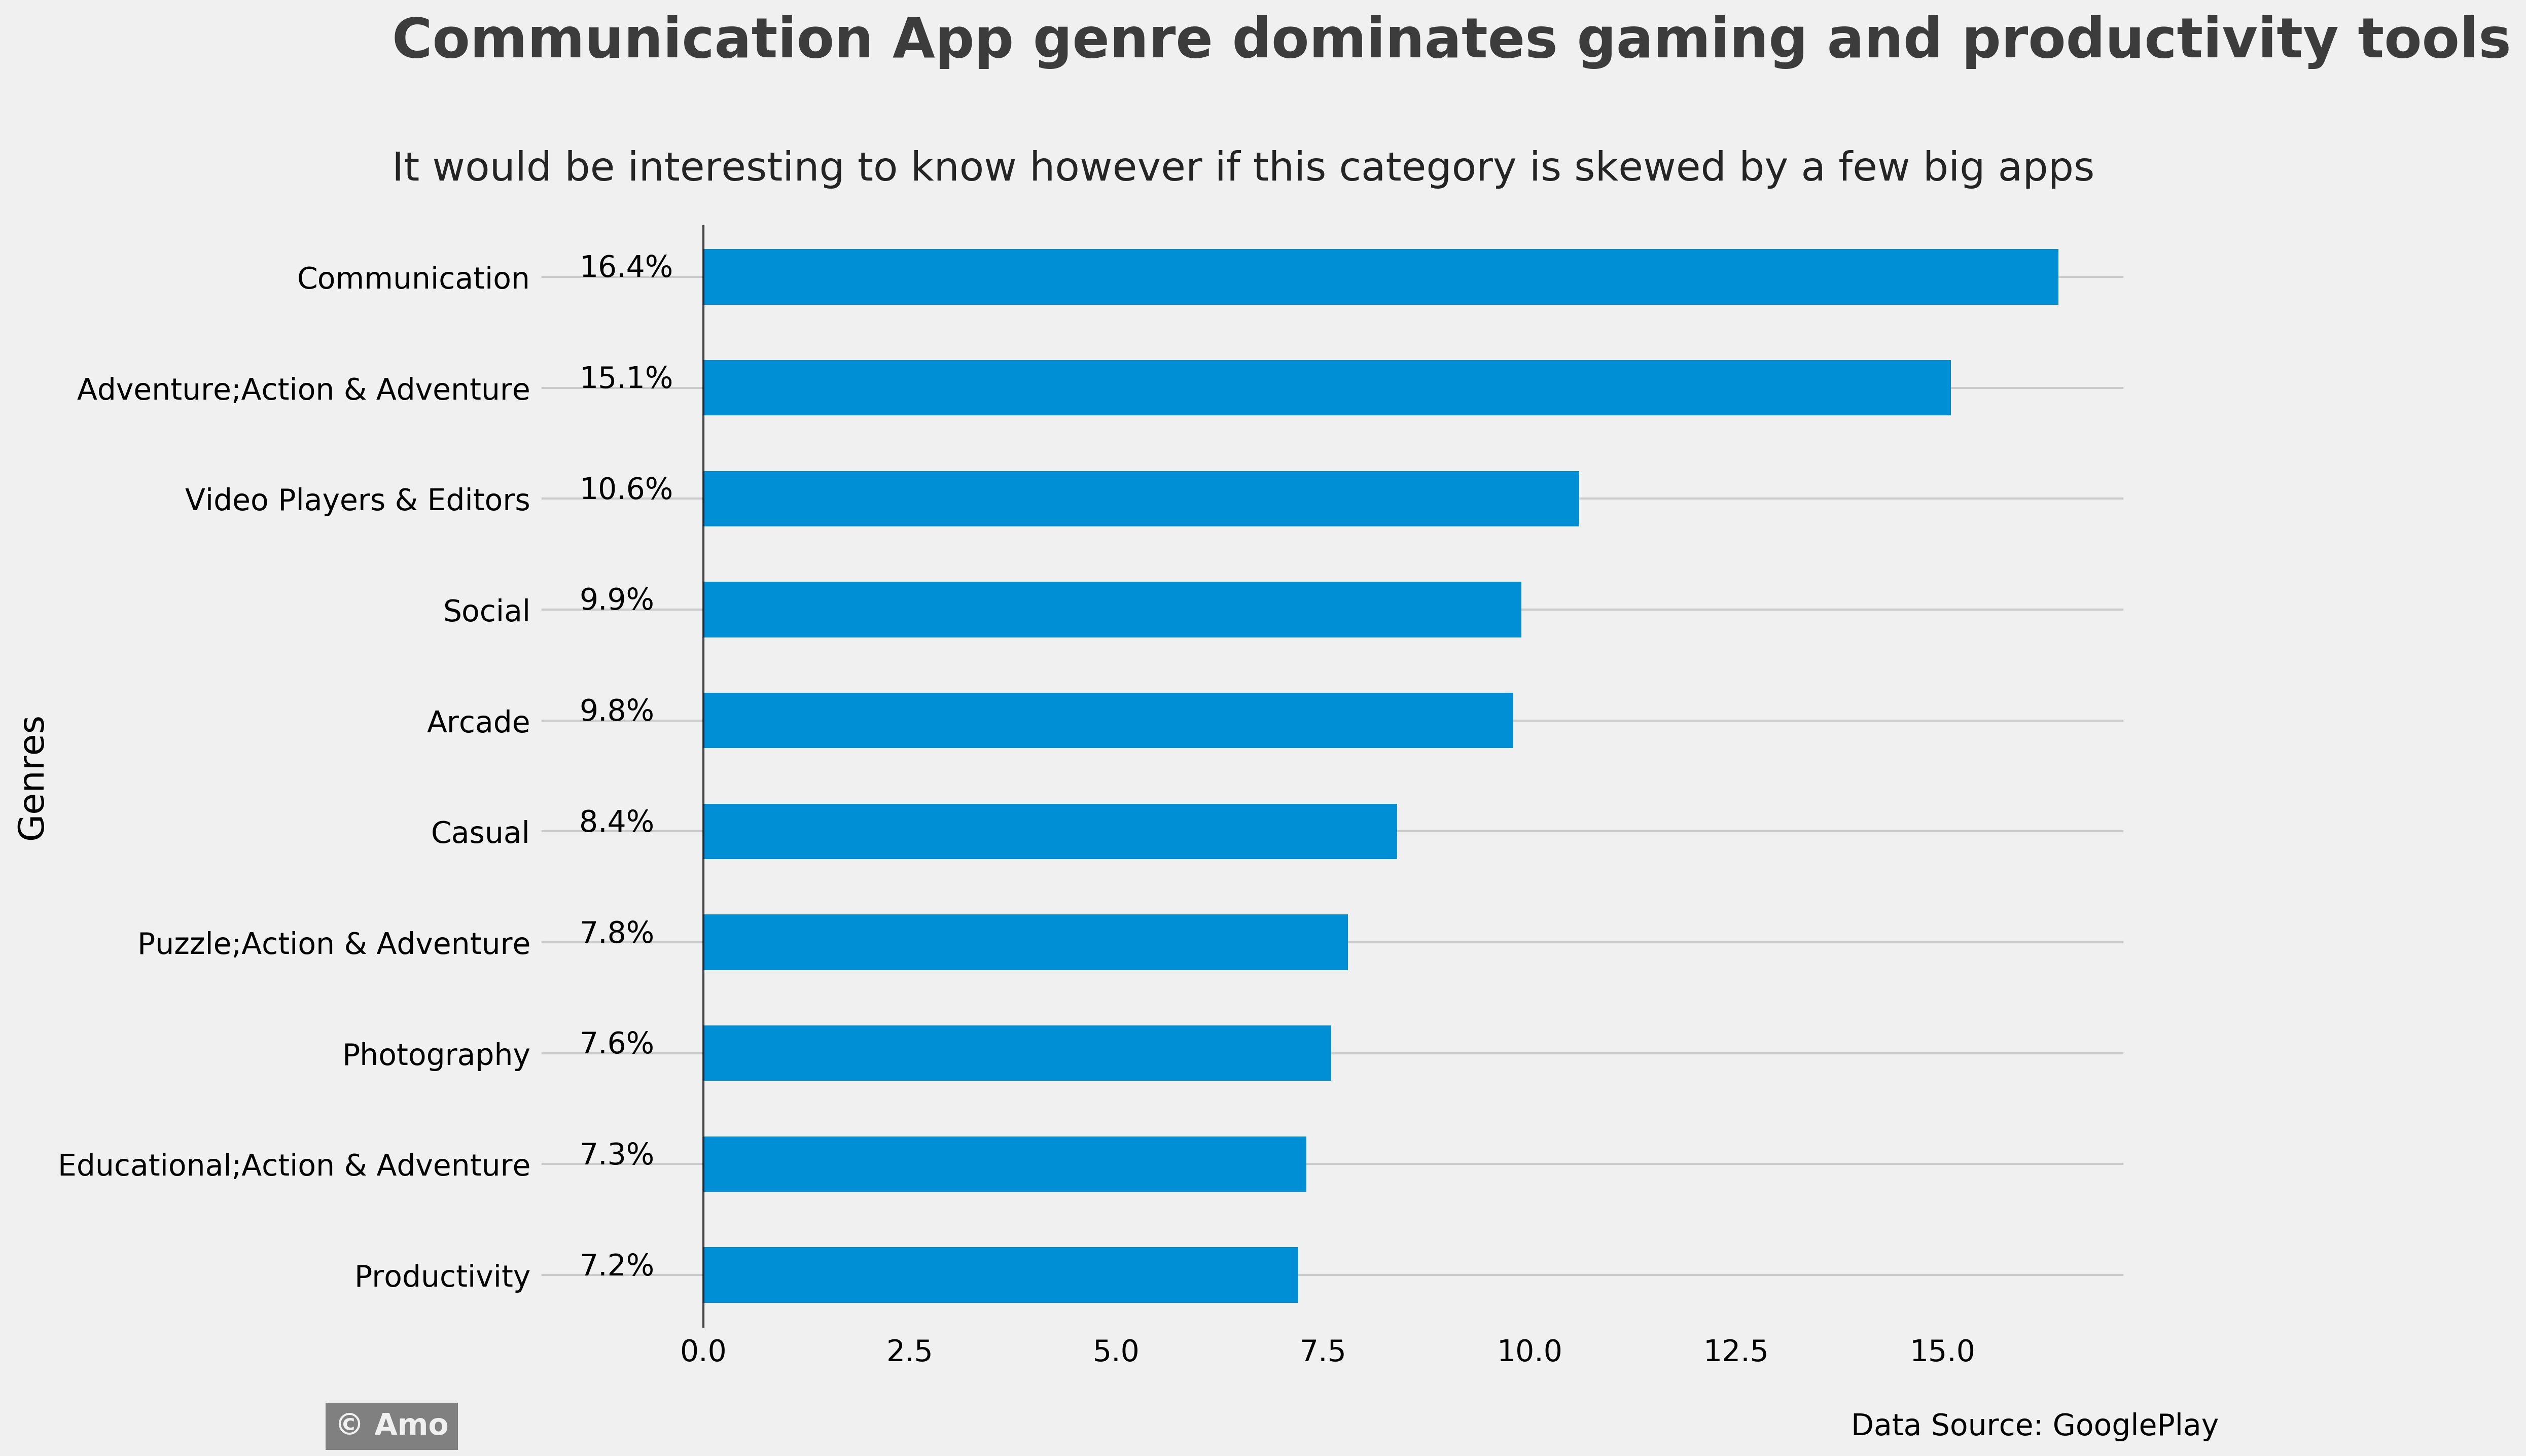 Communication App genre dominates gaming and productivity tools
It would be interesting to know however if this category is skewed by a few big apps
Communication 16.4%
Adventure;Action & Adventure 15.1%
Video Players & Editors 10.6%
Social 9.9%
Arcade 9.8%
Casual 8.4%
Puzzle;Action & Adventure 7.8%
Photography 7.6%
Educational;Action & Adventure 7.3%
Productivity 7.2%
Genres
0.0 2.5 5.0 7.5 10.0 12.5 15.0
© Amo
Data Source: GooglePlay